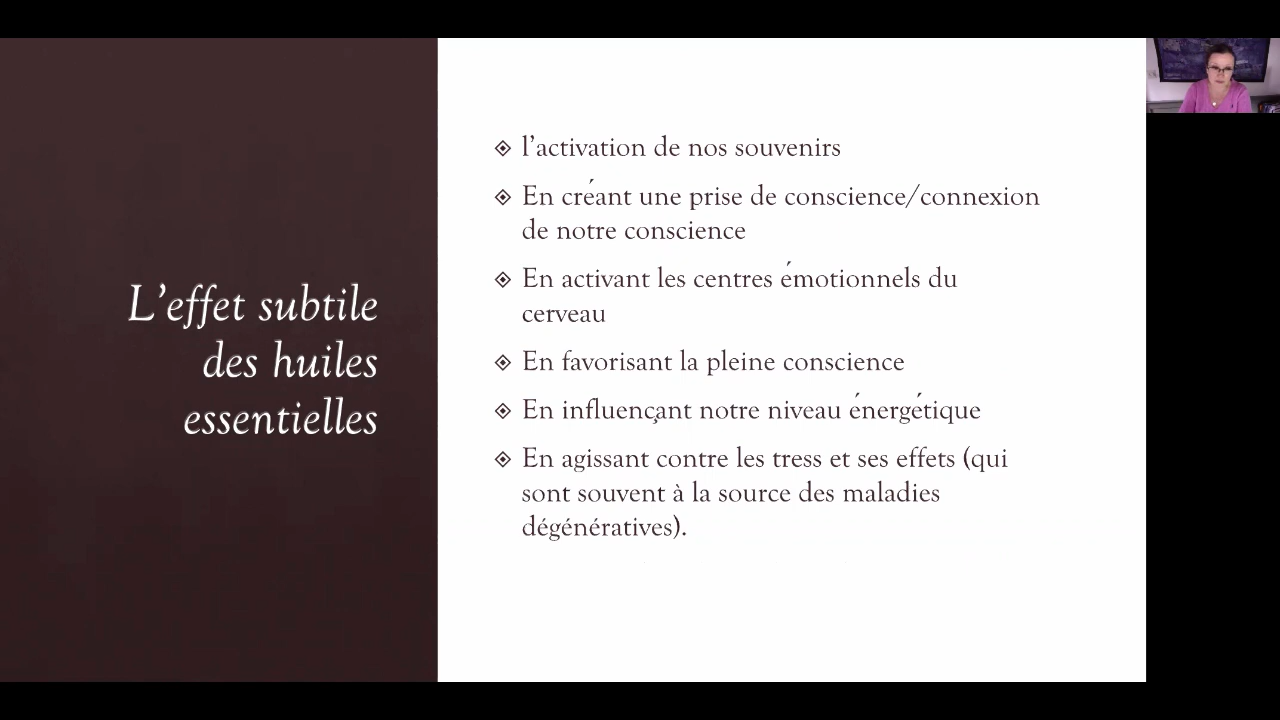 L'effet subtile
des huiles
essentielles
l'activation de nos souvenirs
En créant une prise de conscience/connexion
de notre conscience
En activant les centres émotionnels du
cerveau
En favorisant la pleine conscience
En influençant notre niveau énergétique
En agissant contre les tress et ses effets (qui
sont souvent à la source des maladies
dégénératives).